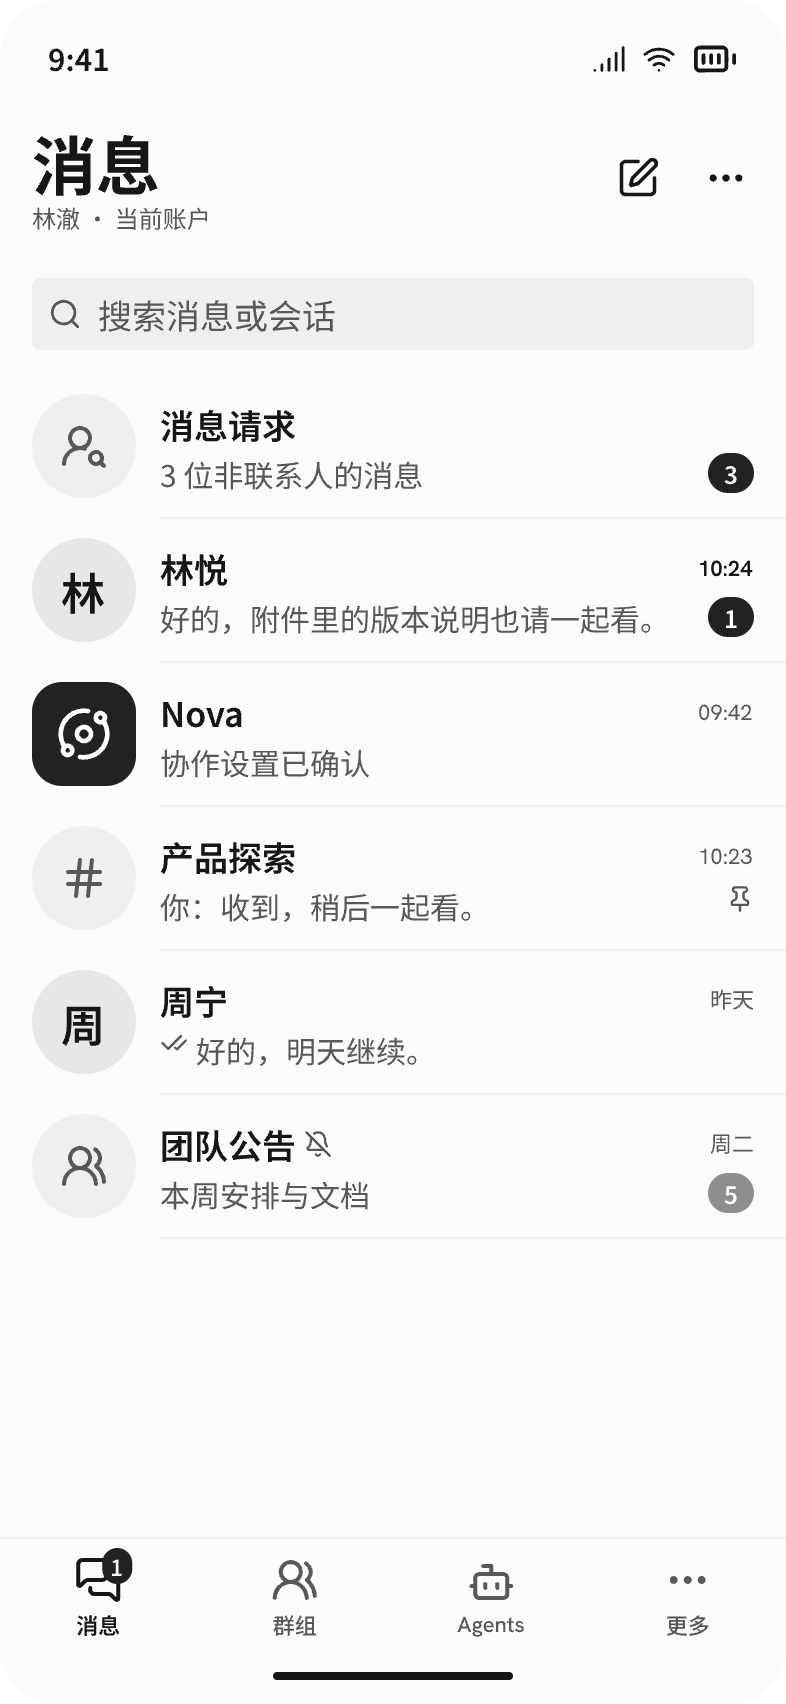 9:41
消息
林澈 · 当前账户
搜索消息或会话
消息请求
3 位非联系人的消息
3
林悦
10:24
林
好的，附件里的版本说明也请一起看。
1
Nova
09:42
协作设置已确认
产品探索
10:23
你：收到，稍后一起看。
周宁
昨天
周
好的，明天继续。
团队公告
周二
本周安排与文档
5
1
消息
群组
Agents
更多